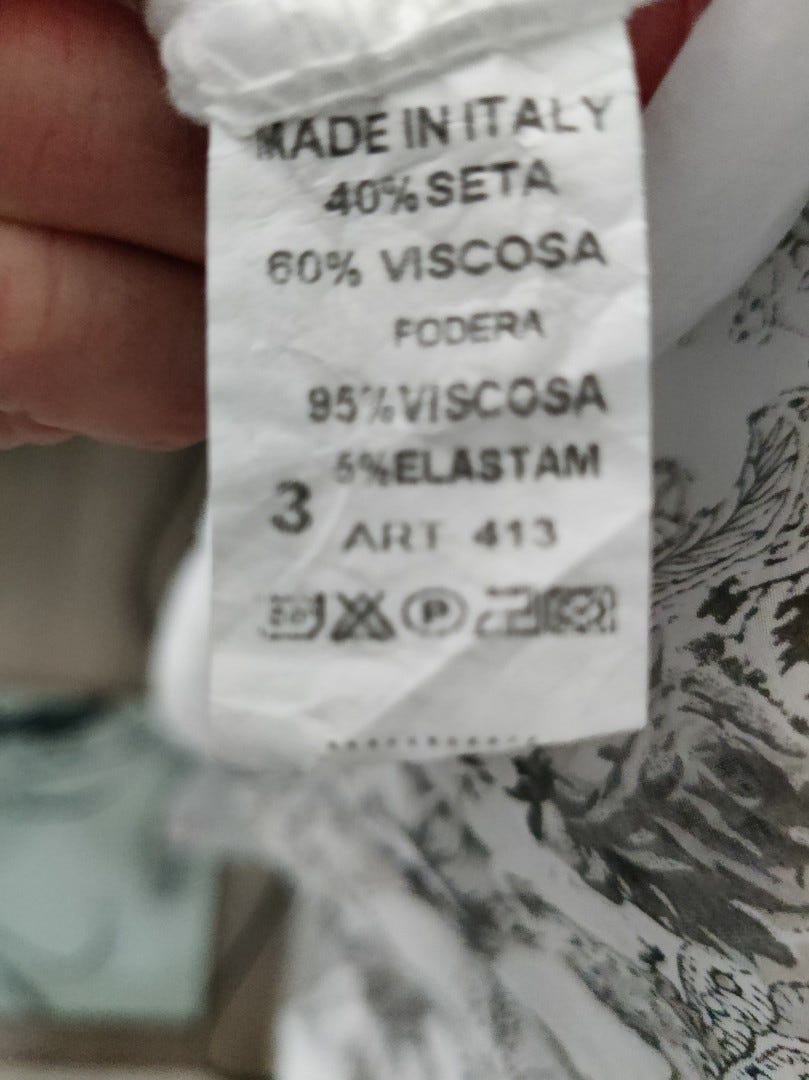 MADE IN ITALY
40% SETA
60% VISCOSA
FODERA
95% VISCOSA
5% ELASTAM
3 ART 413
P